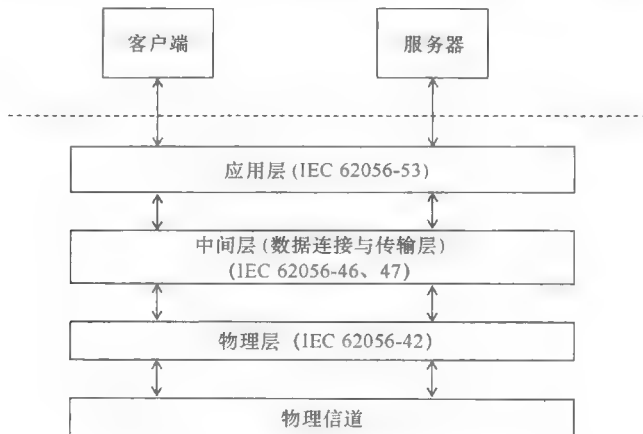 客户端
服务器
应用层(IEC 62056-53)
中间层(数据连接与传输层)
(IEC 62056-46、47)
物理层 (IEC 62056-42)
物理信道